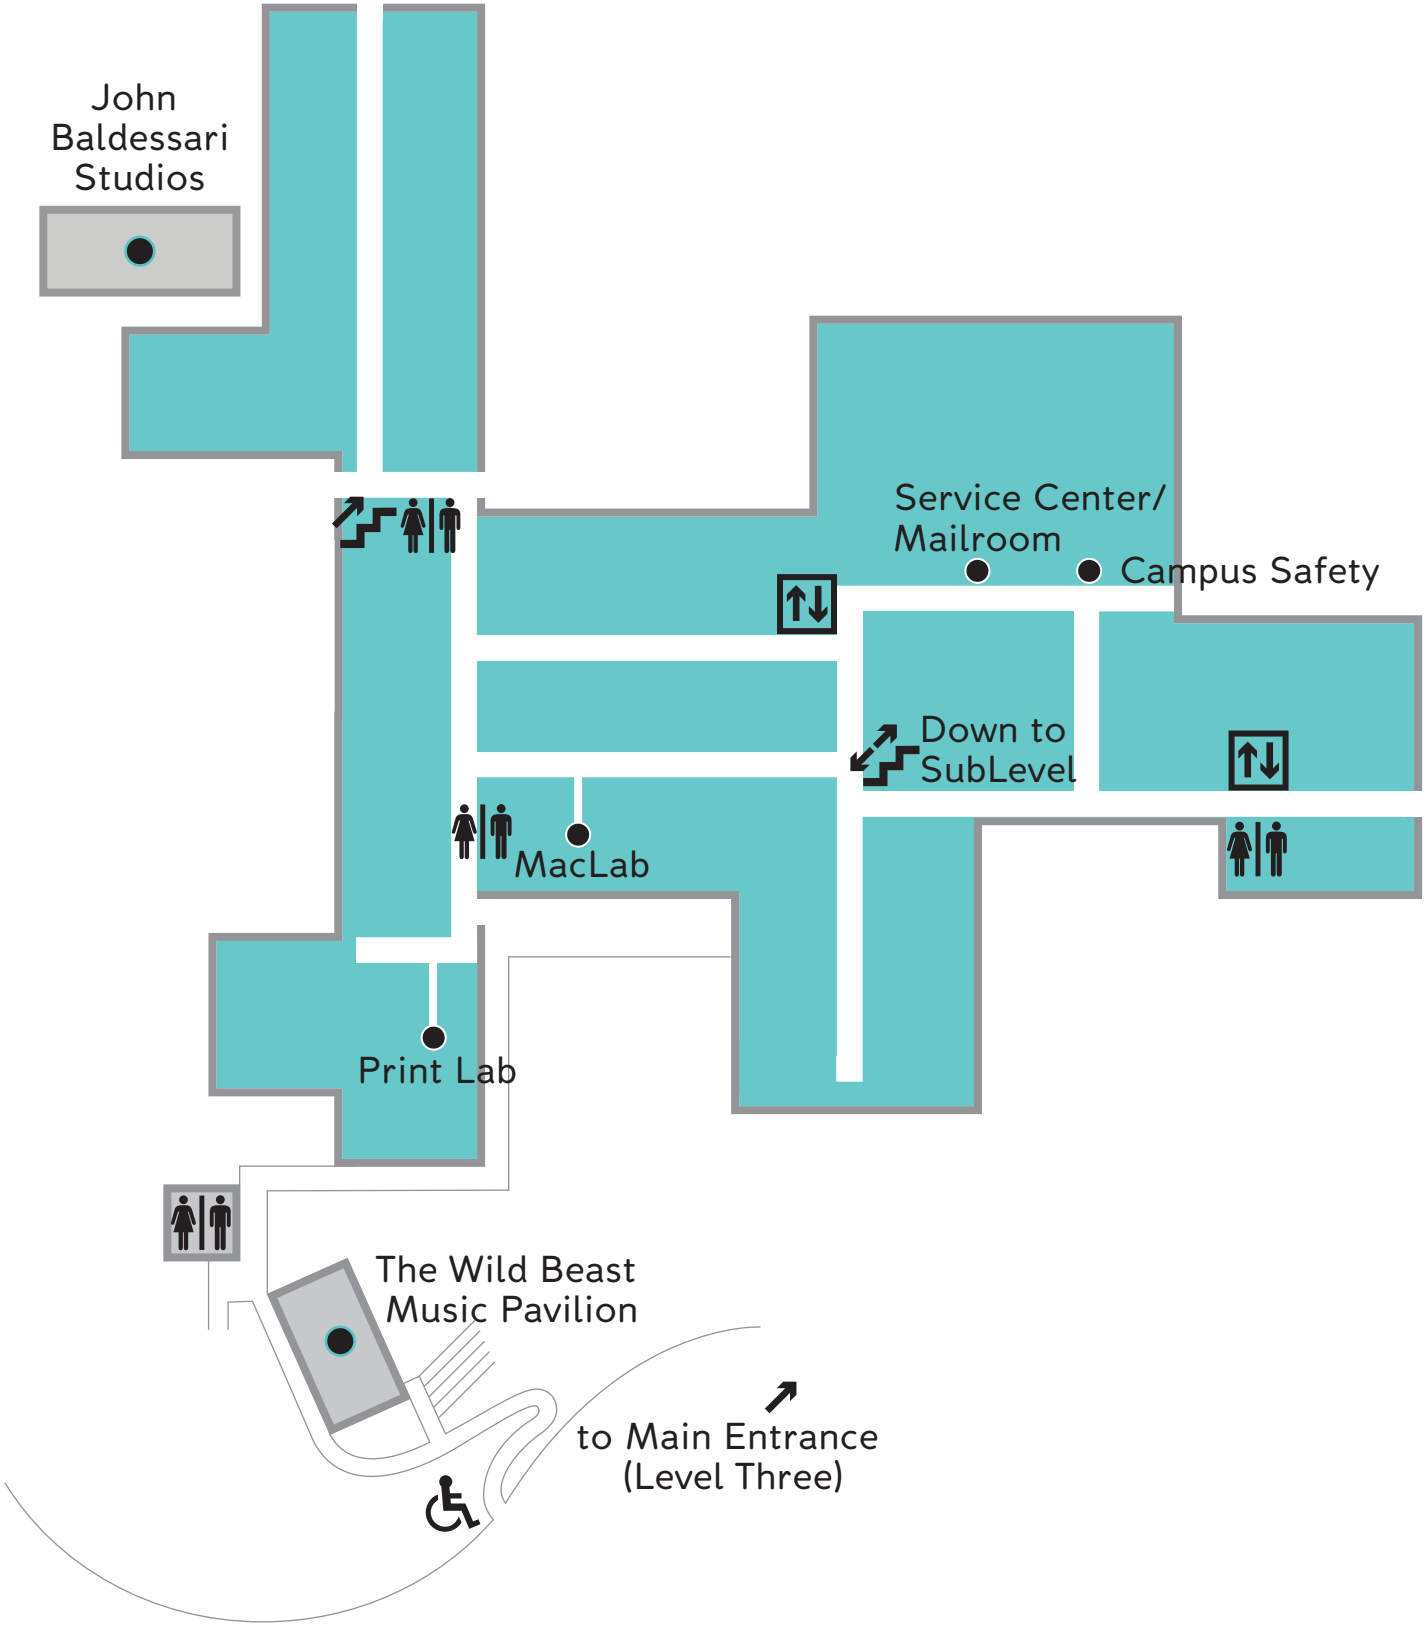 John
Baldessari
Studios
Service Center/
Mailroom
Campus Safety
Down to
SubLevel
MacLab
Print Lab
The Wild Beast
Music Pavilion
to Main Entrance
(Level Three)